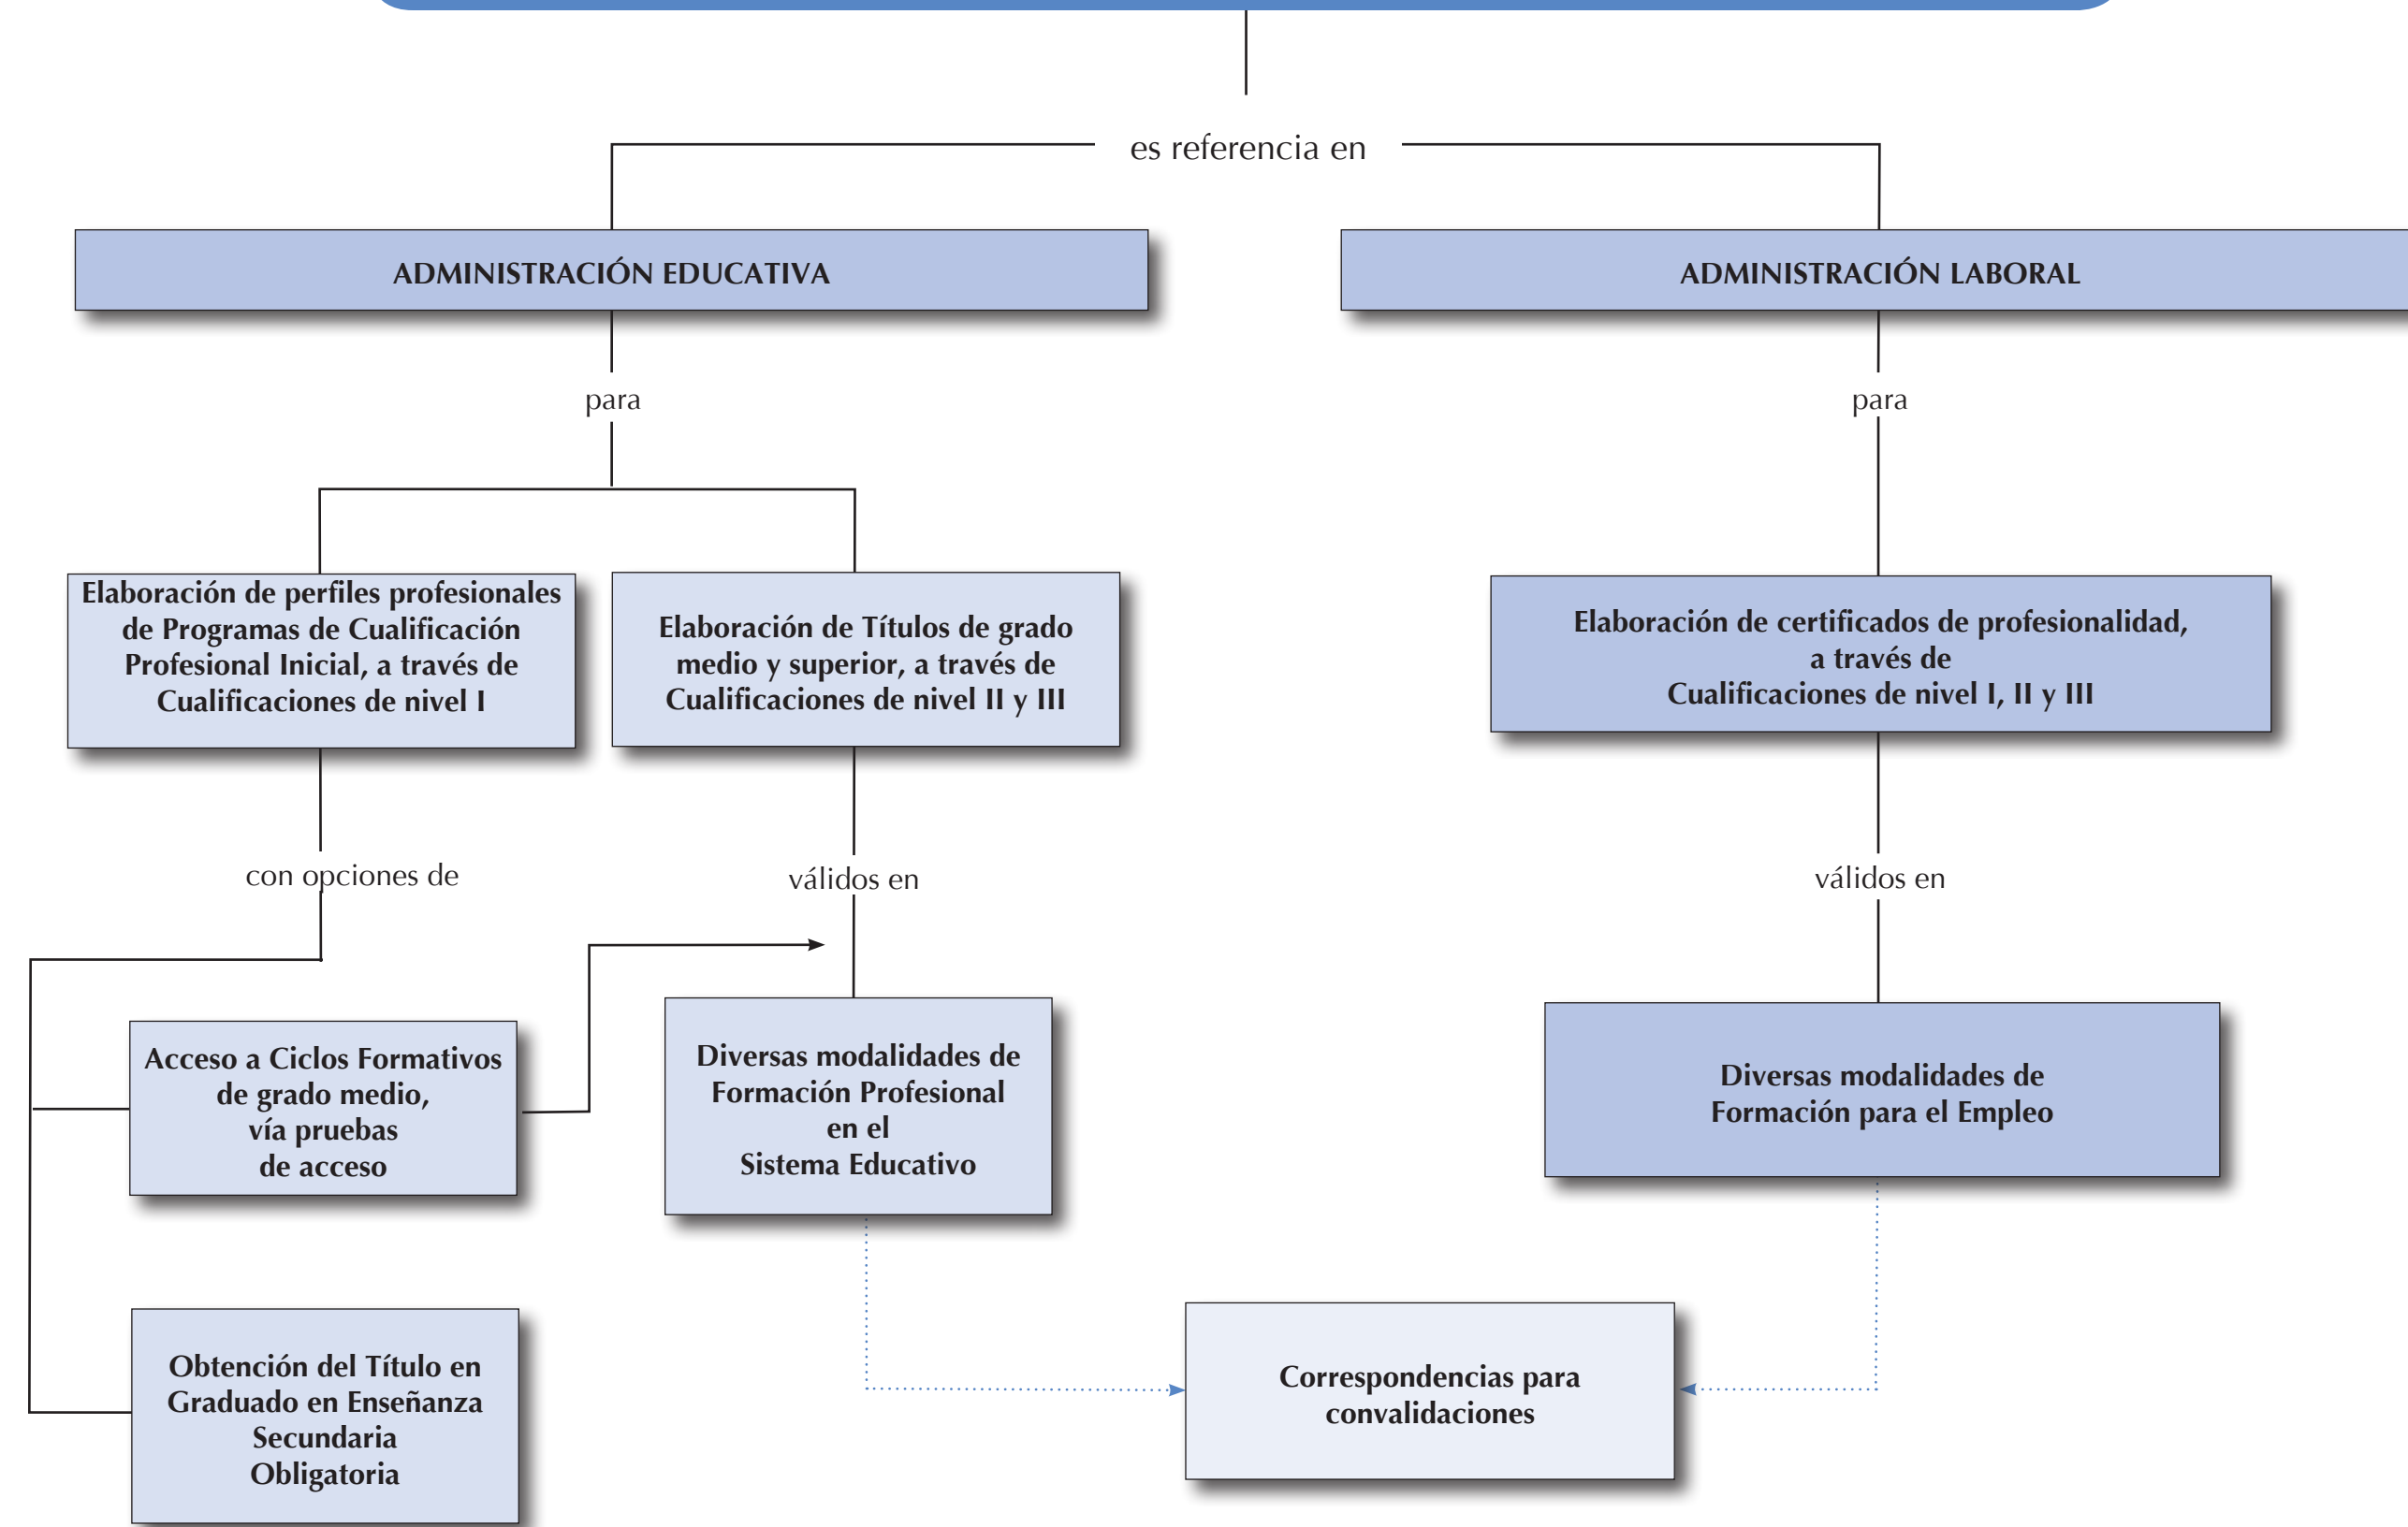 es referencia en
ADMINISTRACIÓN EDUCATIVA
ADMINISTRACIÓN LABORAL
para
para
Elaboración de perfiles profesionales
de Programas de Cualificación
Profesional Inicial, a través de
Cualificaciones de nivel I
Elaboración de Títulos de grado
medio y superior, a través de
Cualificaciones de nivel II y III
Elaboración de certificados de profesionalidad,
a través de
Cualificaciones de nivel I, II y III
con opciones de
válidos en
válidos en
Acceso a Ciclos Formativos
de grado medio,
vía pruebas
de acceso
Diversas modalidades de
Formación Profesional
en el
Sistema Educativo
Diversas modalidades de
Formación para el Empleo
Obtención del Título en
Graduado en Enseñanza
Secundaria
Obligatoria
Correspondencias para
convalidaciones